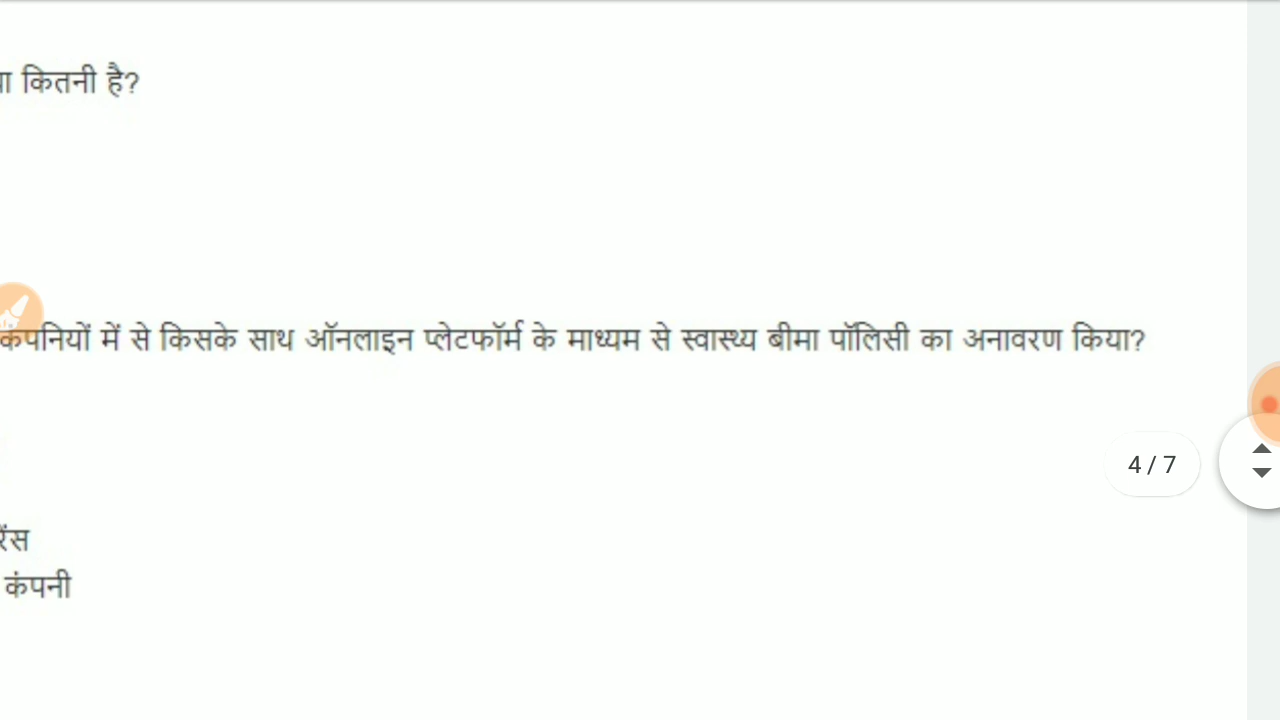 कितनी है?
कंपनियों में से किसके साथ ऑनलाइन प्लेटफॉर्म के माध्यम से स्वास्थ्य बीमा पॉलिसी का अनावरण किया?
4 / 7
कंपनी